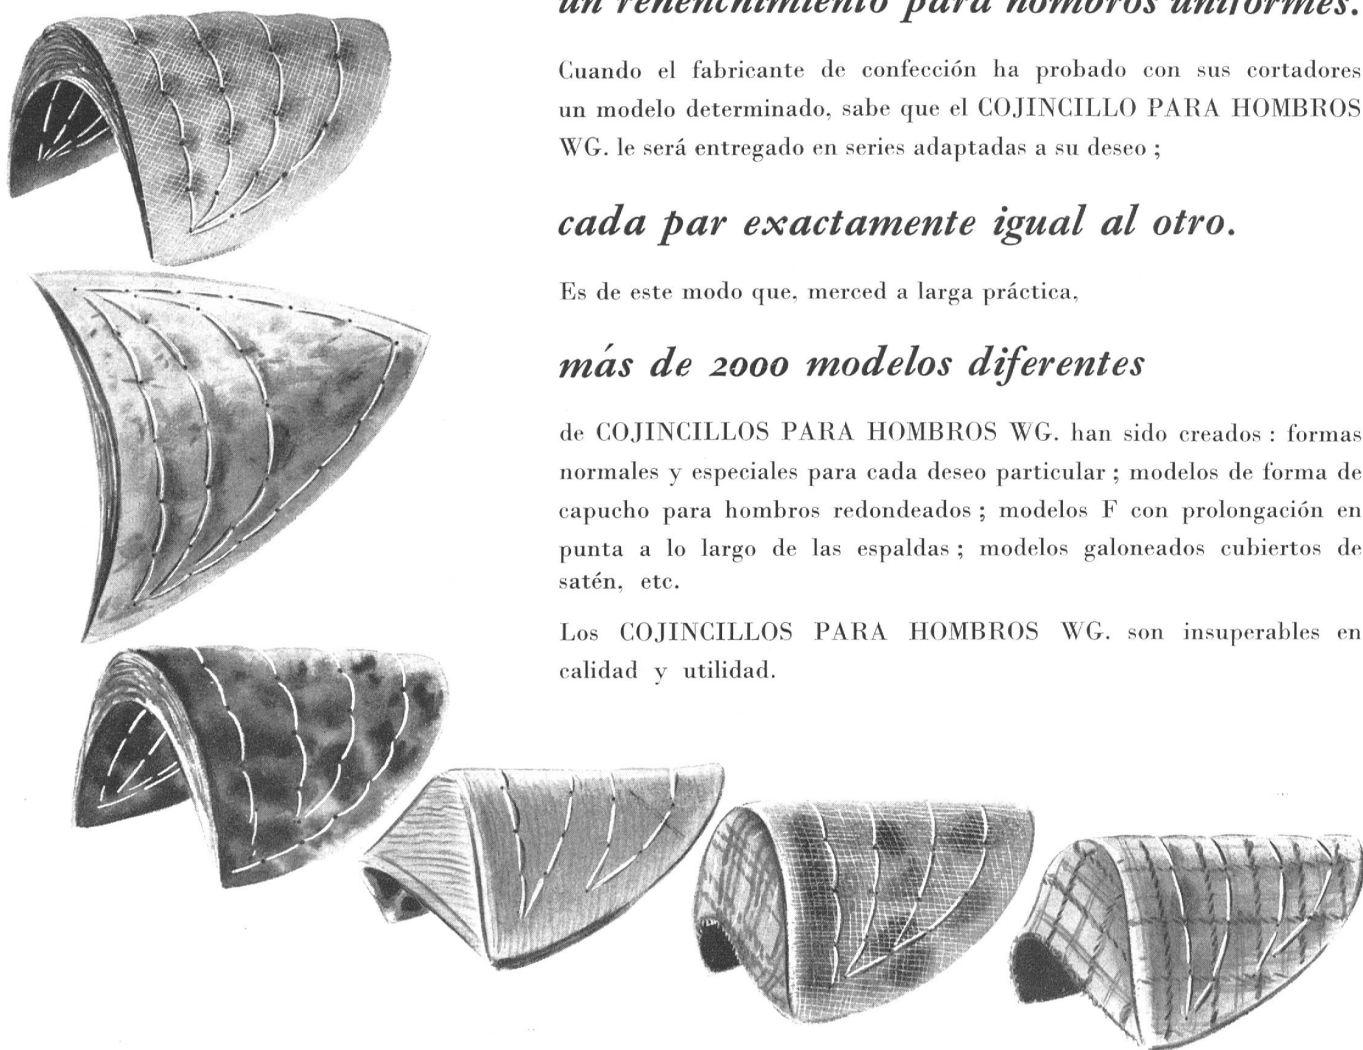 un rehenchimiento para hombros uniformes.
Cuando el fabricante de confección ha probado con sus cortadores
un modelo determinado, sabe que el COJINCILLO PARA HOMBROS
WG. le será entregado en series adaptadas a su deseo ;
cada par exactamente igual al otro.
Es de este modo que, merced a larga práctica,
más de 2000 modelos diferentes
de COJINCILLOS PARA HOMBROS WG. han sido creados : formas
normales y especiales para cada deseo particular ; modelos de forma de
capucho para hombros redondeados ; modelos F con prolongación en
punta a lo largo de las espaldas ; modelos galoneados cubiertos de
satén, etc.
Los COJINCILLOS PARA HOMBROS WG. son insuperables en
calidad y utilidad.